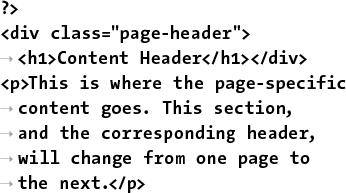 ?>
<div class="page-header">
→ <h1>Content Header</h1></div>
<p>This is where the page-specific
→ content goes. This section,
→ and the corresponding header,
→ will change from one page to
→ the next.</p>